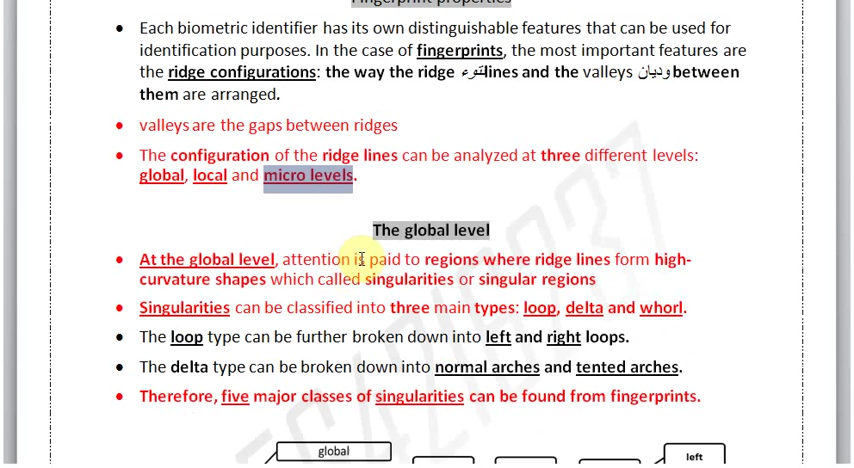 Fingerprint properties
• Each biometric identifier has its own distinguishable features that can be used for
identification purposes. In the case of fingerprints, the most important features are
the ridge configurations: the way the ridge نتوء lines and the valleys وديان between
them are arranged.
• valleys are the gaps between ridges
• The configuration of the ridge lines can be analyzed at three different levels:
global, local and micro levels.
The global level
• At the global level, attention is paid to regions where ridge lines form high-
curvature shapes which called singularities or singular regions
• Singularities can be classified into three main types: loop, delta and whorl.
• The loop type can be further broken down into left and right loops.
• The delta type can be broken down into normal arches and tented arches.
• Therefore, five major classes of singularities can be found from fingerprints.
global
left